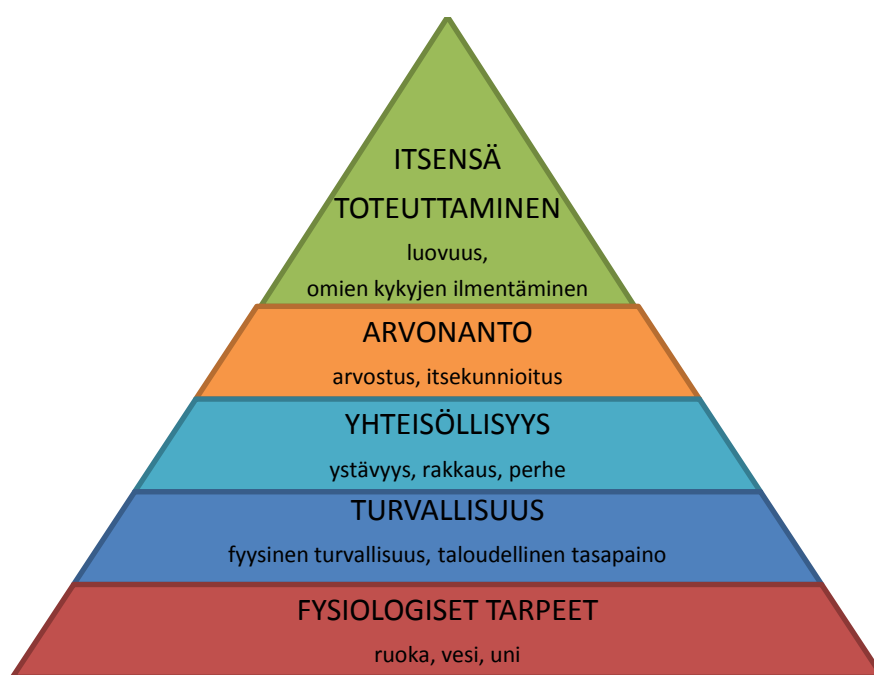 ITSENSÄ
TOTEUTTAMINEN
luovuus,
omien kykyjen ilmentäminen
ARVONANTO
arvostus, itsekunnioitus
YHTEISÖLLISYYS
ystävyys, rakkaus, perhe
TURVALLISUUS
fyysinen turvallisuus, taloudellinen tasapaino
FYSIOLOGISET TARPEET
ruoka, vesi, uni